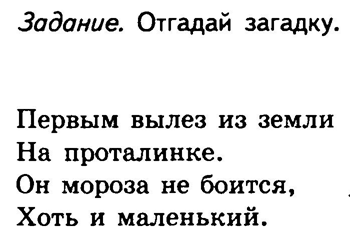 Задание. Отгадай загадку.
Первым вылез из земли
На проталинке.
Он мороза не боится,
Хоть и маленький.